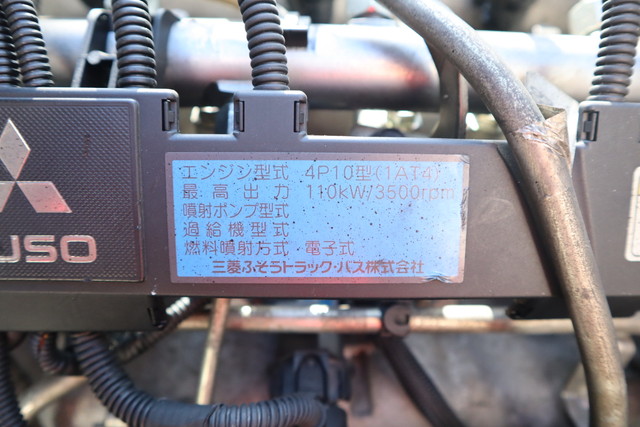 USO
エンジン型式 4P10型(1AT4)
最高出力 110kW/3500rpm
噴射ポンプ型式
過給機型式
燃料噴射方式 電子式
三菱ふそうトラック・バス株式会社